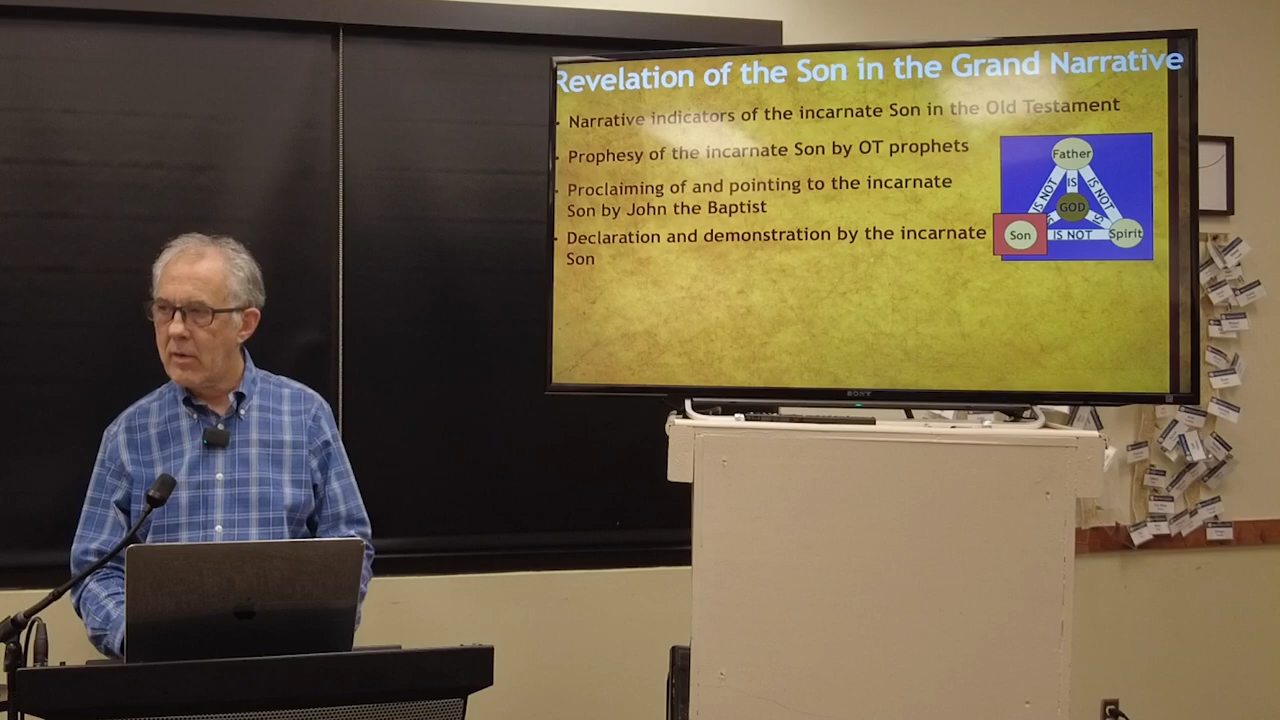 Revelation of the Son in the Grand Narrative
Narrative indicators of the incarnate Son in the Old Testament
Prophesy of the incarnate Son by OT prophets
Proclaiming of and pointing to the incarnate
Son by John the Baptist
Declaration and demonstration by the incarnate
Son
Father
IS NOT
IS
IS NOT
GOD
IS
IS
Son
IS NOT
Spirit
SONY